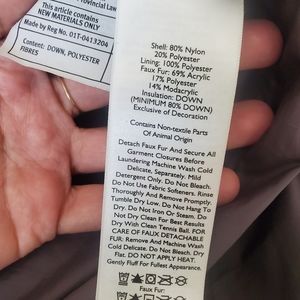 Provincial Law
This article contains
NEW MATERIALS ONLY
Made by Reg No. 01T-0413204
Content: DOWN, POLYESTER
FIBRES
Shell: 80% Nylon
20% Polyester
Lining: 100% Polyester
Faux Fur: 69% Acrylic
17% Polyester
14% Modacrylic
Insulation: DOWN
(MINIMUM 80% DOWN)
Exclusive of Decoration
Contains Non-textile Parts
Of Animal Origin
Detach Faux Fur And Secure All
Garment Closures Before
Laundering Machine Wash Cold
Delicate, Separately. Mild
Detergent Only. Do Not Bleach.
Do Not Use Fabric Softeners. Rinse
Thoroughly And Remove Promptly.
Tumble Dry Low. Do Not Hang To
Dry. Do Not Iron Or Steam. Do
Not Dry Clean For Best Results
Dry With Clean Tennis Ball. FOR
CARE OF FAUX DETACHABLE
FUR: Remove And Machine Wash
Cold Delicate. Do Not Bleach. Dry
Flat. DO NOT APPLY HEAT.
Gently Fluff For Fullest Appearance.
Faux Fur: